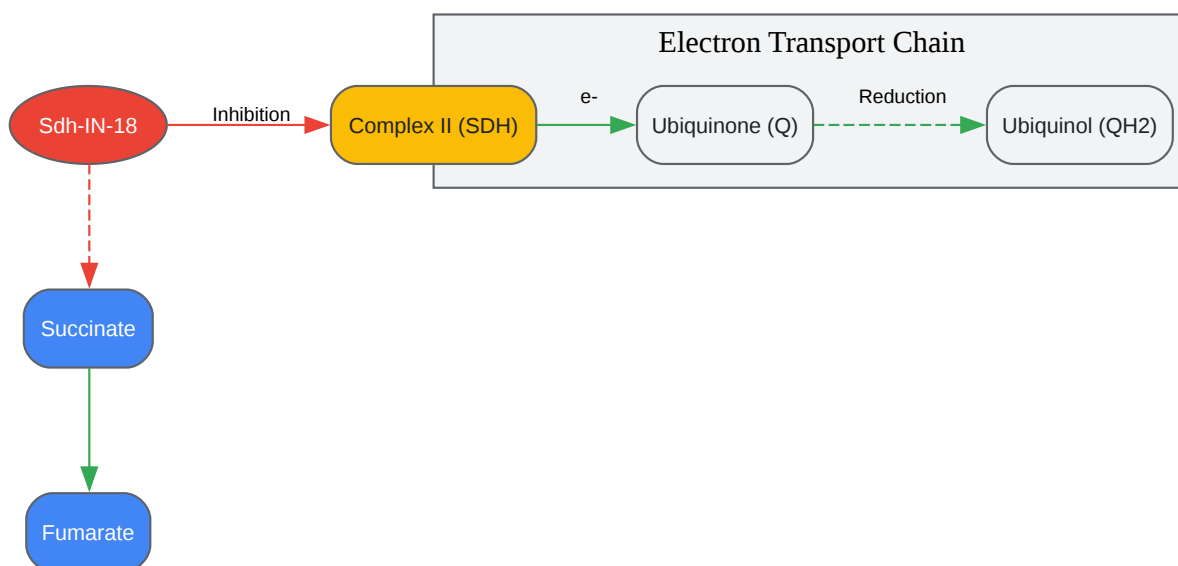 Electron Transport Chain
Sdh-IN-18
Inhibition
Complex II (SDH)
e-
Ubiquinone (Q)
Reduction
Ubiquinol (QH2)
Succinate
Fumarate